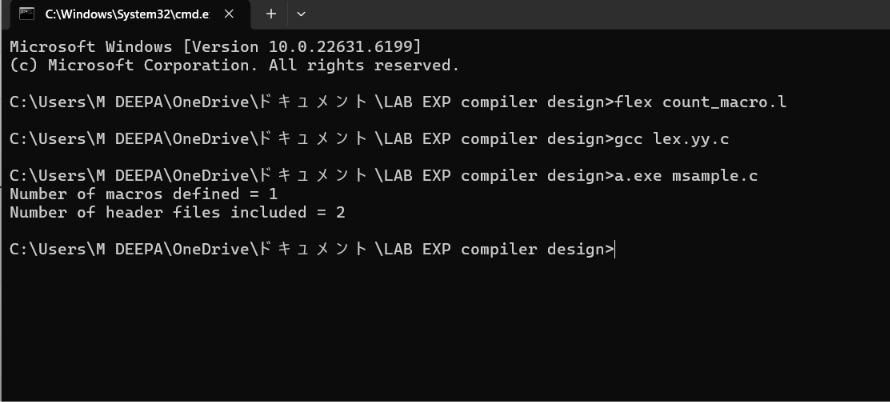 C:\Windows\System32\cmd.e
Microsoft Windows [Version 10.0.22631.6199]
(c) Microsoft Corporation. All rights reserved.
C:\Users\M DEEPA\OneDrive\ドキュメント\LAB EXP compiler design>flex count_macro.l
C:\Users\M DEEPA\OneDrive\ドキュメント\LAB EXP compiler design>gcc lex.yy.c
C:\Users\M DEEPA\OneDrive\ドキュメント\LAB EXP compiler design>a.exe msample.c
Number of macros defined = 1
Number of header files included = 2
C:\Users\M DEEPA\OneDrive\ドキュメント\LAB EXP compiler design>